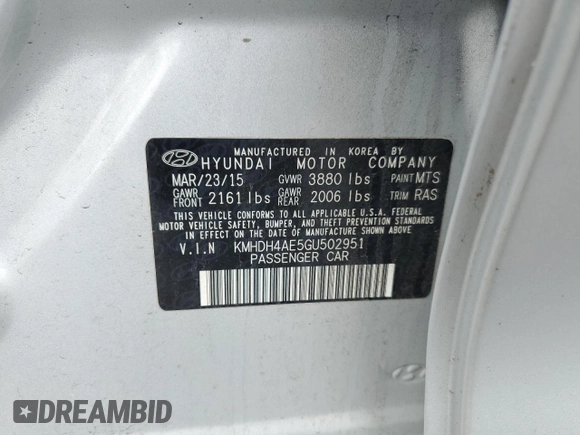 MANUFACTURED IN KOREA BY
HYUNDAI MOTOR COMPANY
MAR/23/15 GVWR 3880 lbs PAINT MTS
GAWR FRONT 2161 lbs GAWR REAR 2006 lbs TRIM RAS
THIS VEHICLE CONFORMS TO ALL APPLICABLE U.S.A. FEDERAL
MOTOR VEHICLE SAFETY, BUMPER, AND THEFT PREVENTION STANDARDS
IN EFFECT ON THE DATE OF MANUFACTURE SHOWN ABOVE.
V.I.N KMHDH4AE5GU502951
PASSENGER CAR
DREAMBID